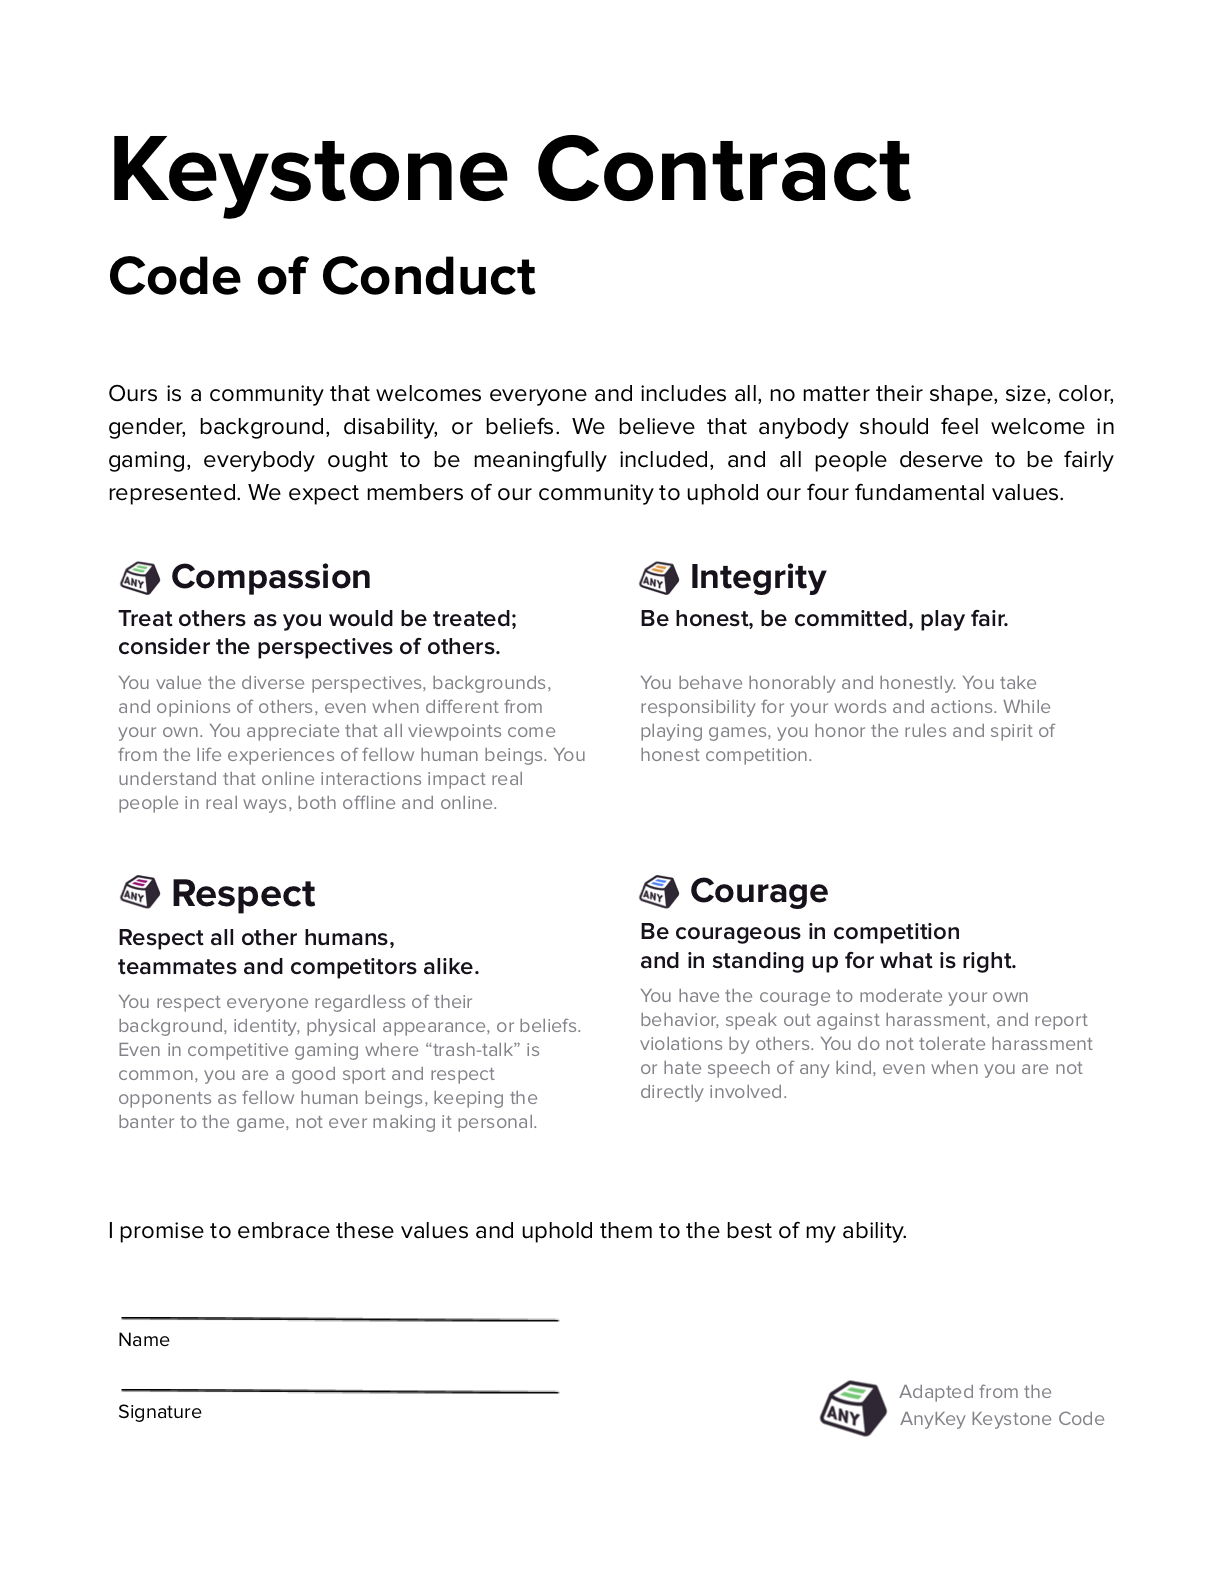 Keystone Contract
Code of Conduct
Ours is a community that welcomes everyone and includes all, no matter their shape, size, color,
gender, background, disability, or beliefs. We believe that anybody should feel welcome in
gaming, everybody ought to be meaningfully included, and all people deserve to be fairly
represented. We expect members of our community to uphold our four fundamental values.
ANY
Compassion
Treat others as you would be treated;
consider the perspectives of others.
You value the diverse perspectives, backgrounds,
and opinions of others, even when different from
your own. You appreciate that all viewpoints come
from the life experiences of fellow human beings. You
understand that online interactions impact real
people in real ways, both offline and online.
ANY
Integrity
Be honest, be committed, play fair.
You behave honorably and honestly. You take
responsibility for your words and actions. While
playing games, you honor the rules and spirit of
honest competition.
ANY
Respect
Respect all other humans,
teammates and competitors alike.
You respect everyone regardless of their
background, identity, physical appearance, or beliefs.
Even in competitive gaming where “trash-talk” is
common, you are a good sport and respect
opponents as fellow human beings, keeping the
banter to the game, not ever making it personal.
ANY
Courage
Be courageous in competition
and in standing up for what is right.
You have the courage to moderate your own
behavior, speak out against harassment, and report
violations by others. You do not tolerate harassment
or hate speech of any kind, even when you are not
directly involved.
I promise to embrace these values and uphold them to the best of my ability.
Name
Signature
ANY
Adapted from the
AnyKey Keystone Code